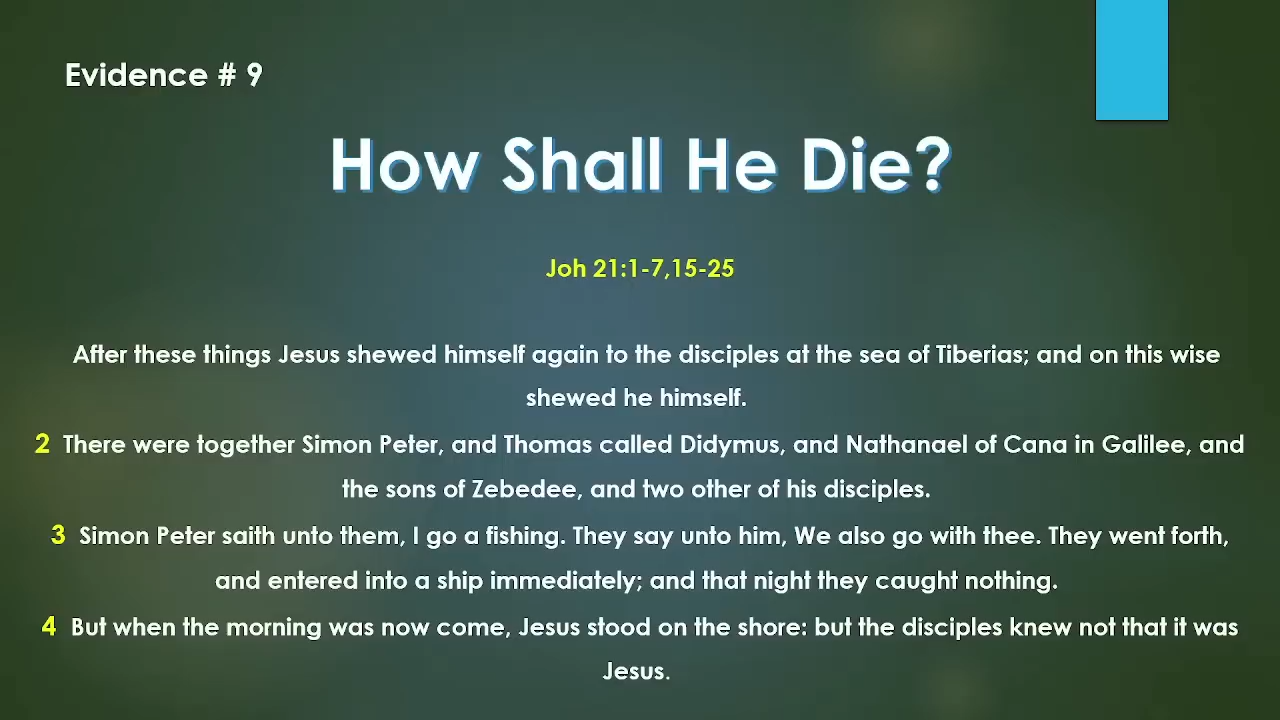 Evidence # 9
How Shall He Die?
Joh 21:1-7,15-25
After these things Jesus shewed himself again to the disciples at the sea of Tiberias; and on this wise
shewed he himself.
2 There were together Simon Peter, and Thomas called Didymus, and Nathanael of Cana in Galilee, and
the sons of Zebedee, and two other of his disciples.
3 Simon Peter saith unto them, I go a fishing. They say unto him, We also go with thee. They went forth,
and entered into a ship immediately; and that night they caught nothing.
4 But when the morning was now come, Jesus stood on the shore: but the disciples knew not that it was
Jesus.